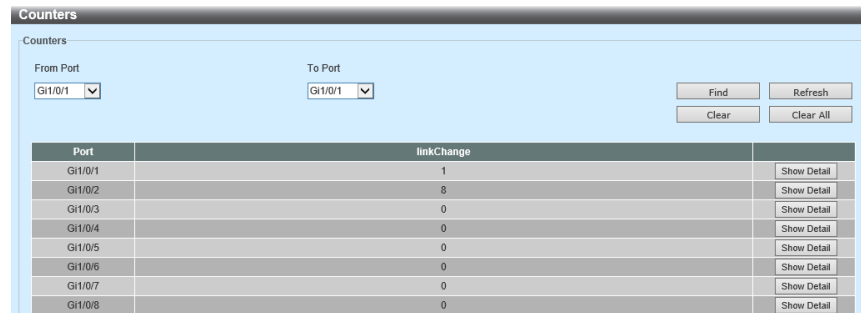 Counters
Counters
From Port To Port
Gi1/0/1 Gi1/0/1
Find Refresh
Clear Clear All
Port linkChange
Gi1/0/1 1 Show Detail
Gi1/0/2 8 Show Detail
Gi1/0/3 0 Show Detail
Gi1/0/4 0 Show Detail
Gi1/0/5 0 Show Detail
Gi1/0/6 0 Show Detail
Gi1/0/7 0 Show Detail
Gi1/0/8 0 Show Detail